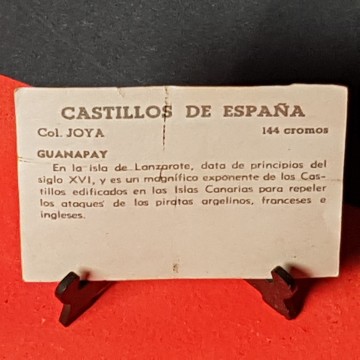 CASTILLOS DE ESPAÑA
Col. JOYA 144 cromos
GUANAPAY
En la isla de Lanzarote, data de principios del
siglo XVI, y es un magnífico exponente de los Cas-
tillos edificados en las Islas Canarias para repeler
los ataques de los piratas argelinos, franceses e
ingleses.